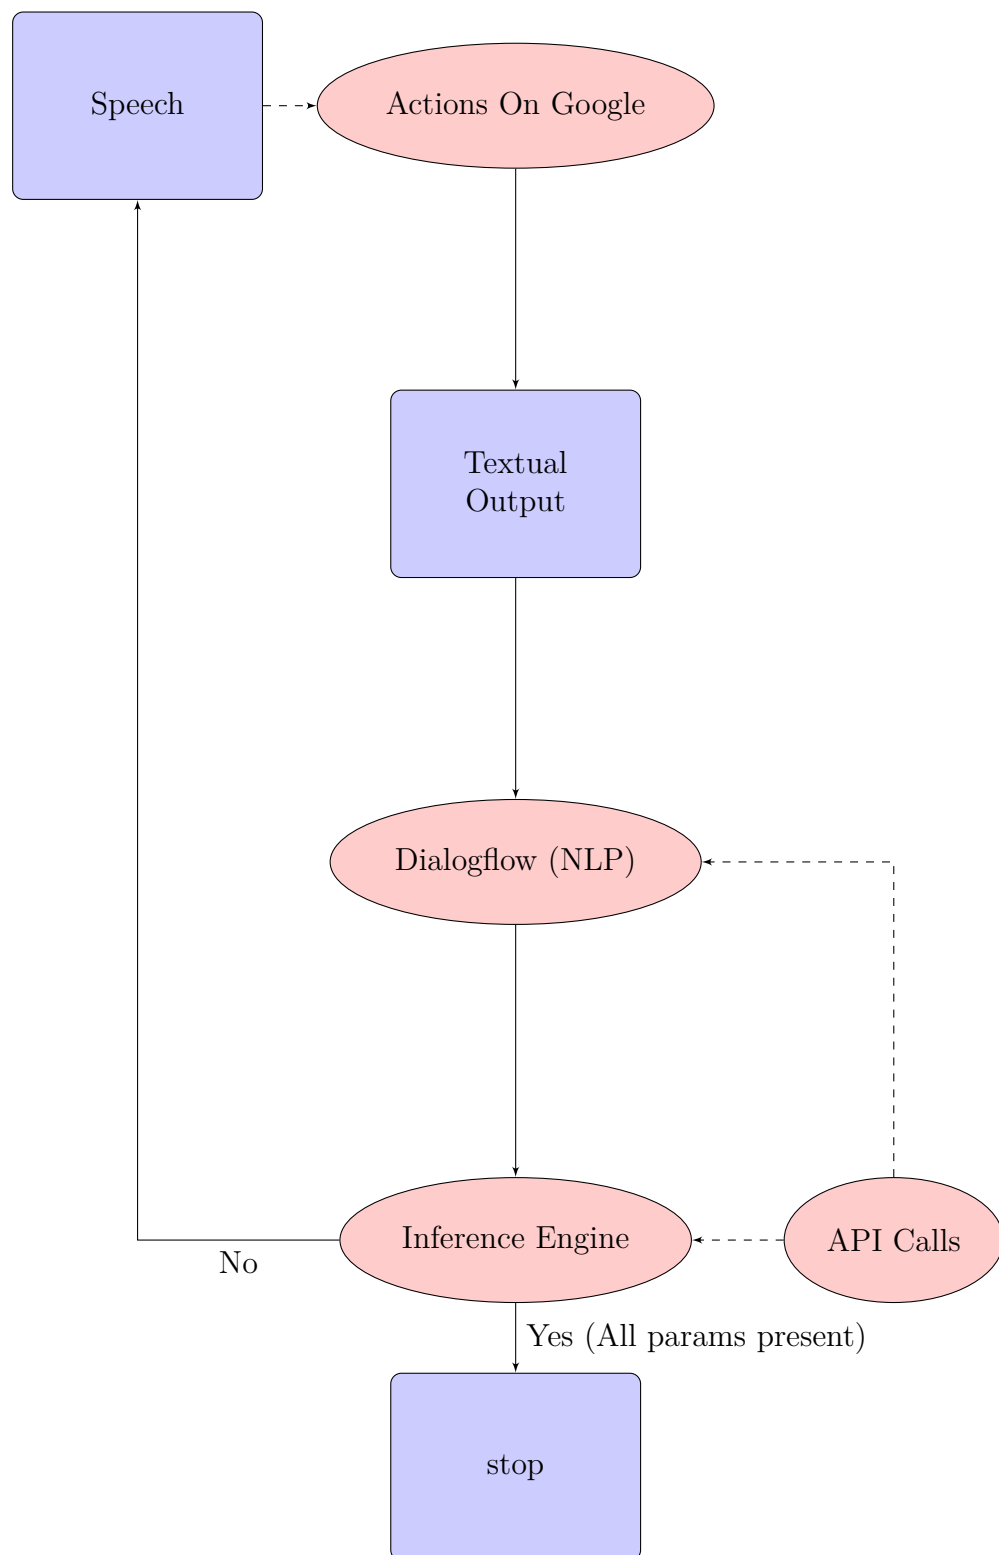 Speech
Actions On Google
Textual
Output
Dialogflow (NLP)
Inference Engine
API Calls
No
Yes (All params present)
stop